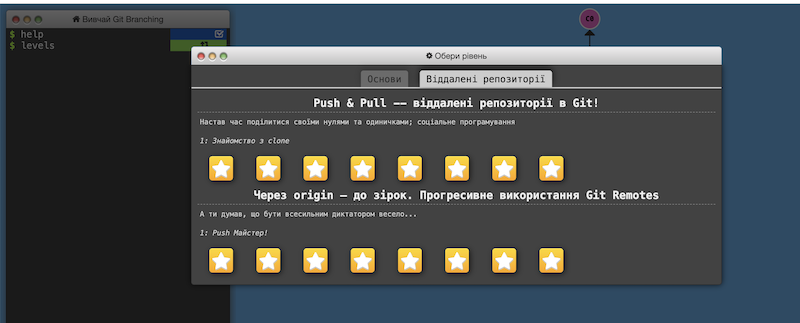 Вивчай Git Branching
$ help
$ levels
C0
Обери рівень
Основи
Віддалені репозиторії
Push & Pull –– віддалені репозиторії в Git!
Настав час поділитися своїми нулями та одиничками; соціальне програмування
1: Знайомство з clone
Через origin – до зірок. Прогресивне використання Git Remotes
А ти думав, що бути всесильним диктатором весело...
1: Push Майстер!